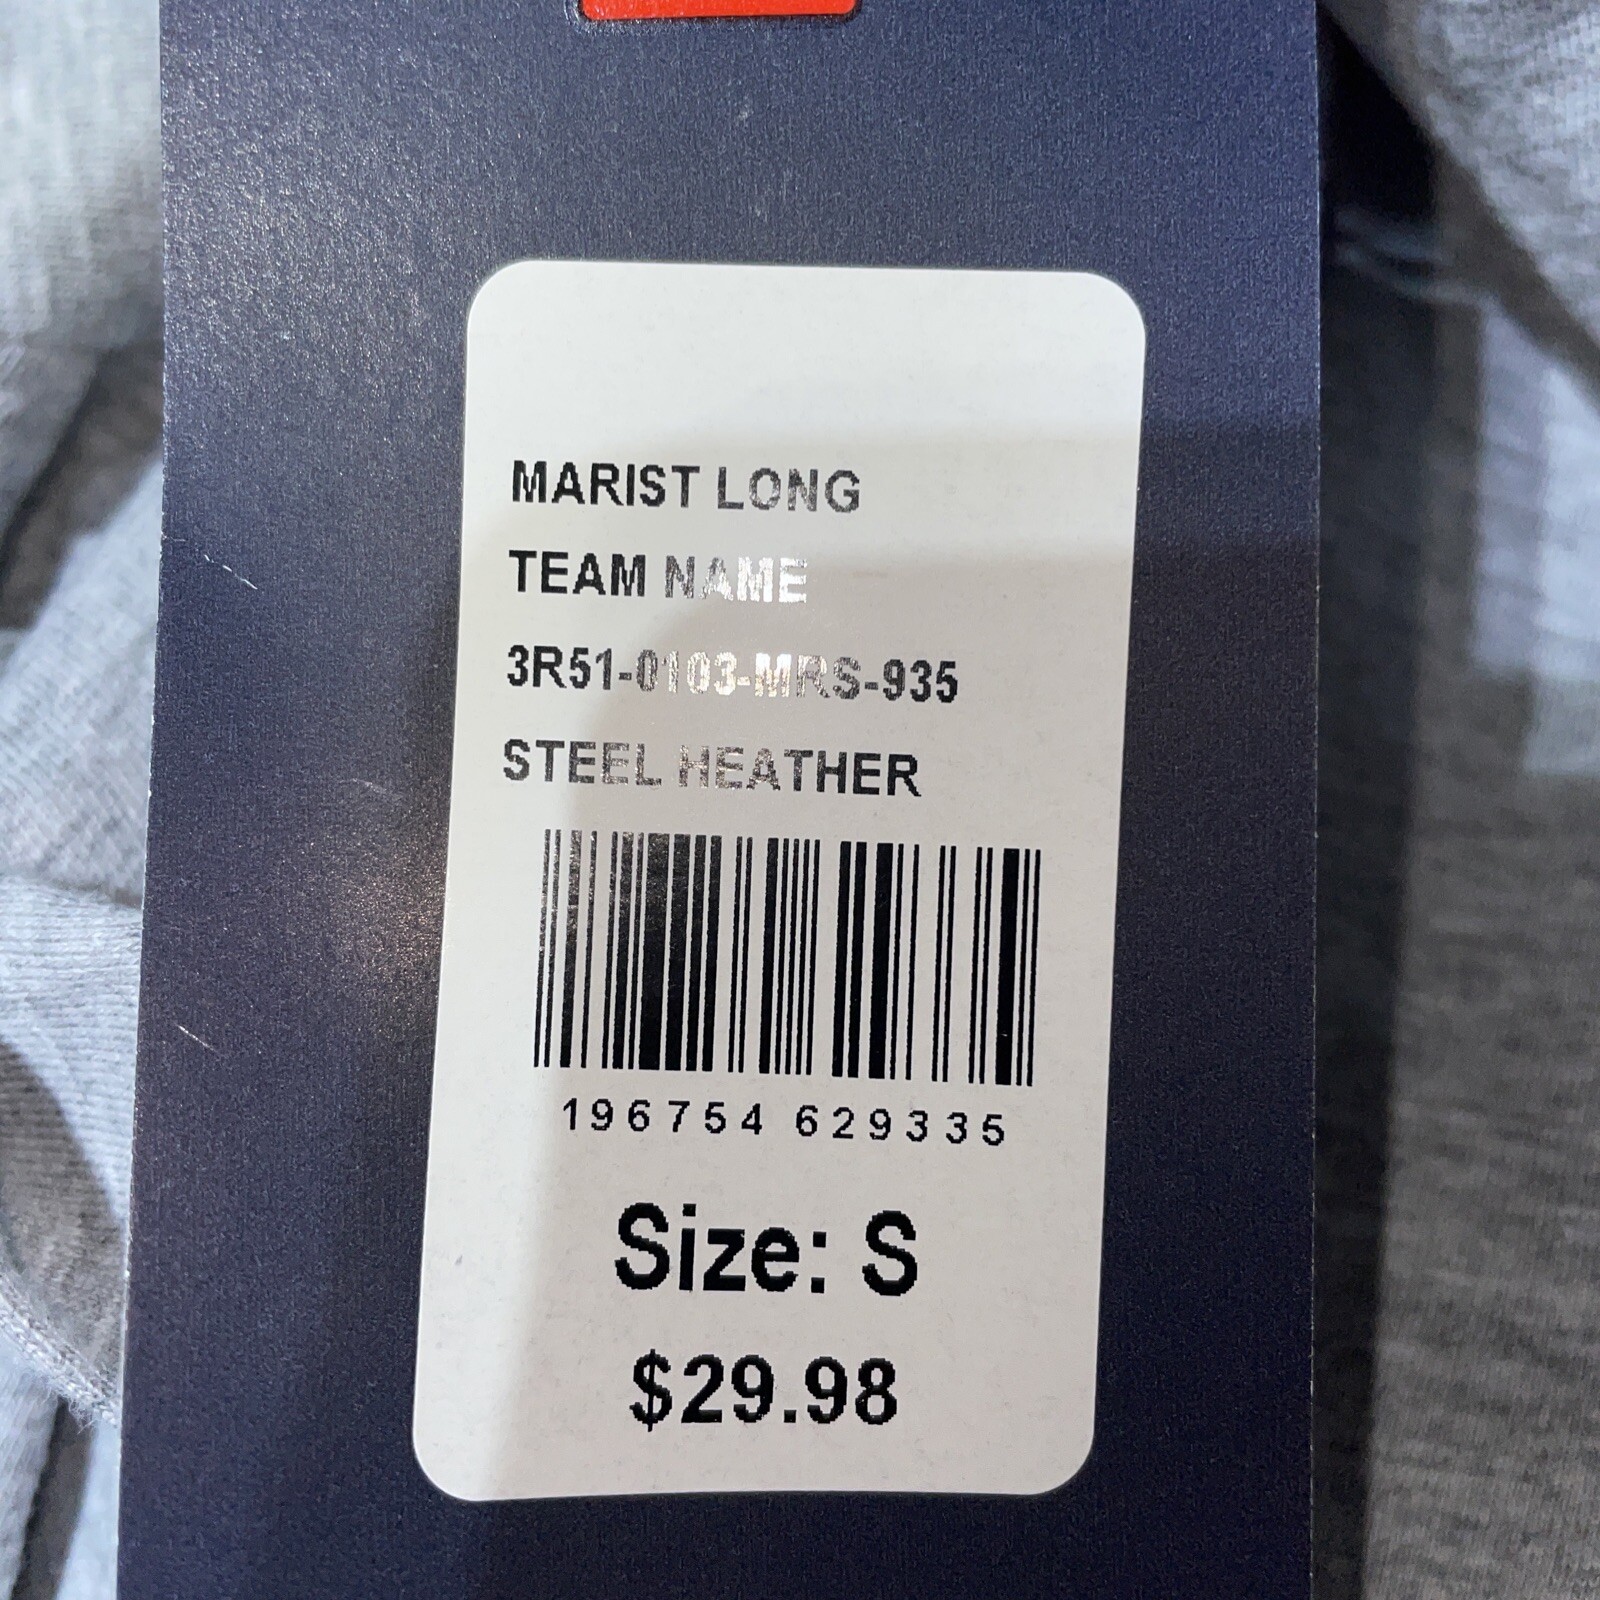 MARIST LONG
TEAM NAME
3R51-0103-MRS-935
STEEL HEATHER
196754 629335
Size: S
$29.98